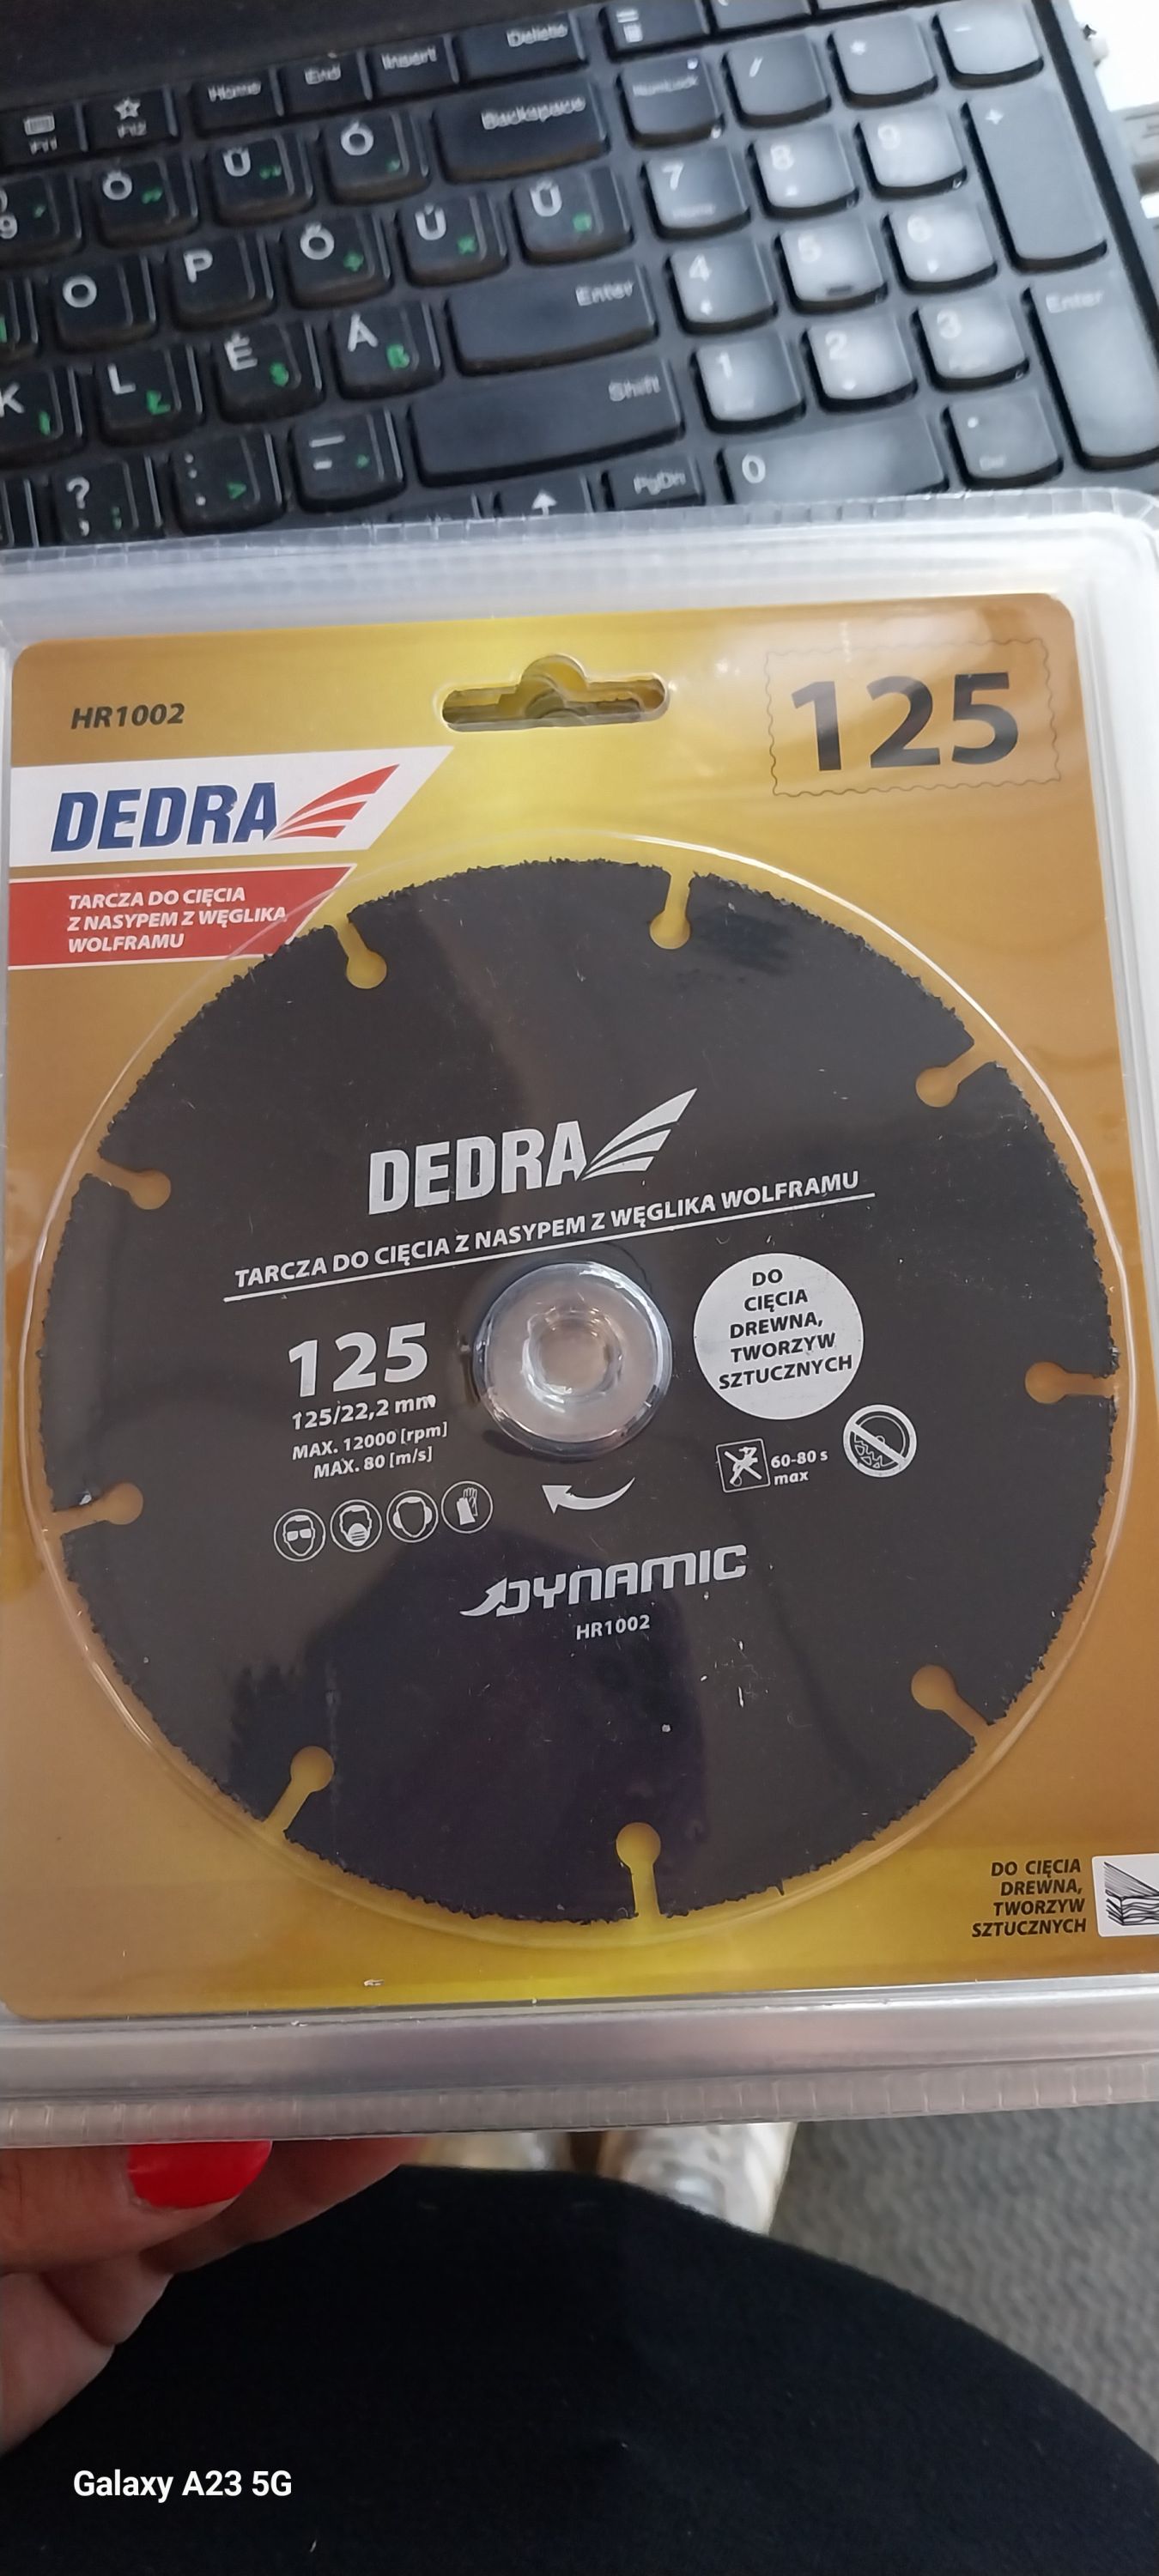 Delete
Home End Insert
F11 F12
Backspace NumLock / * -
9 Ö Ü Ó
7 8 9 +
Home
O P Ő Ú Ű
4 5 6
Enter
K L É Á
1 2 3 Enter
Shift
? : ; . -
PgDn 0 Del
HR1002
125
DEDRA
TARCZA DO CIĘCIA
Z NASYPEM Z WĘGLIKA
WOLFRAMU
DEDRA
TARCZA DO CIĘCIA Z NASYPEM Z WĘGLIKA WOLFRAMU
125
125/22,2 mm
MAX. 12000 [rpm]
MAX. 80 [m/s]
DO
CIĘCIA
DREWNA,
TWORZYW
SZTUCZNYCH
60-80 s
max
DYNAMIC
HR1002
DO CIĘCIA
DREWNA,
TWORZYW
SZTUCZNYCH
Galaxy A23 5G